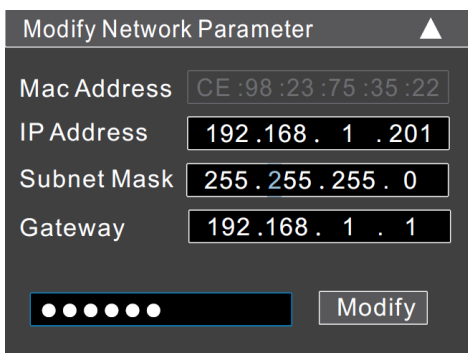 Modify Network Parameter
Mac Address CE :98 :23 :75 :35 :22
IP Address 192 .168 . 1 .201
Subnet Mask 255 . 255 . 255 . 0
Gateway 192 .168 . 1 . 1
●●●●●● Modify